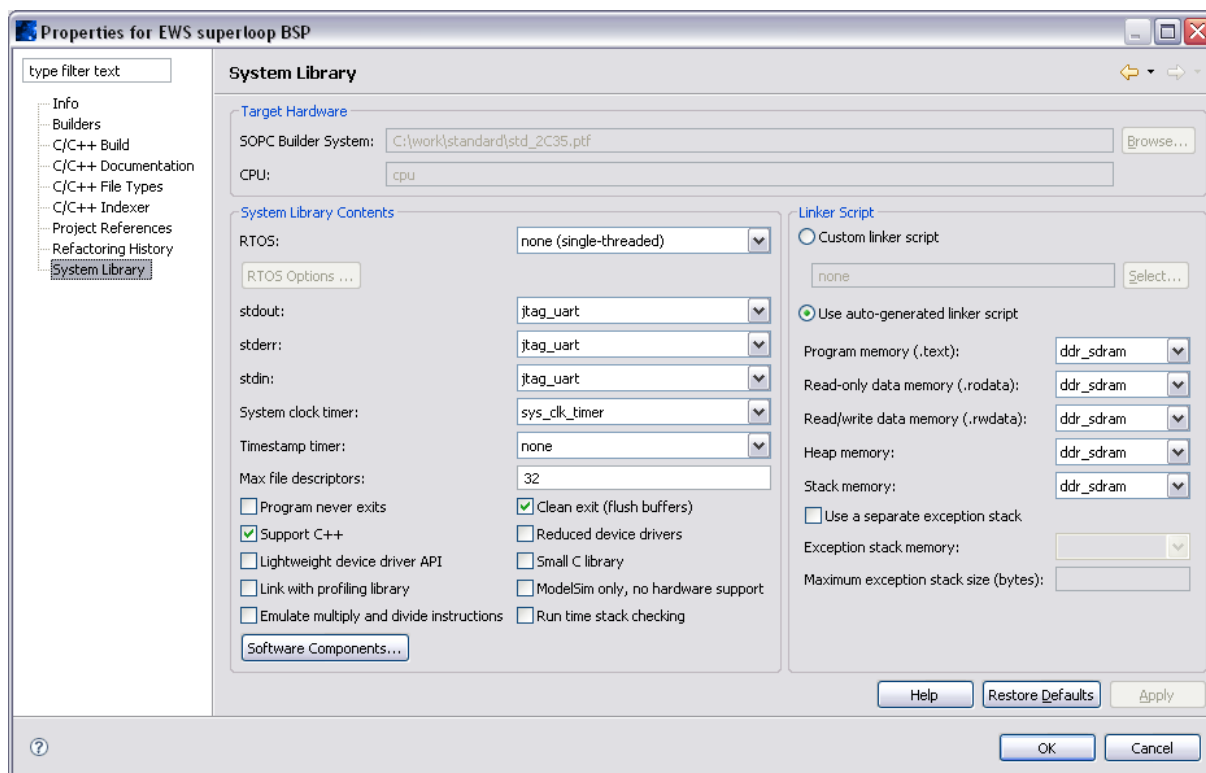 Properties for EWS superloop BSP
type filter text
Info
Builders
C/C++ Build
C/C++ Documentation
C/C++ File Types
C/C++ Indexer
Project References
Refactoring History
System Library
System Library
Target Hardware
SOPC Builder System: C:\work\standard\std_2C35.ptf Browse...
CPU: cpu
System Library Contents
RTOS: none (single-threaded)
RTOS Options ...
stdout: jtag_uart
stderr: jtag_uart
stdin: jtag_uart
System clock timer: sys_clk_timer
Timestamp timer: none
Max file descriptors: 32
Program never exits Clean exit (flush buffers)
Support C++ Reduced device drivers
Lightweight device driver API Small C library
Link with profiling library ModelSim only, no hardware support
Emulate multiply and divide instructions Run time stack checking
Software Components...
Linker Script
Custom linker script
none Select...
Use auto-generated linker script
Program memory (.text): ddr_sdram
Read-only data memory (.rodata): ddr_sdram
Read/write data memory (.rwdata): ddr_sdram
Heap memory: ddr_sdram
Stack memory: ddr_sdram
Use a separate exception stack
Exception stack memory:
Maximum exception stack size (bytes):
Help Restore Defaults Apply
? OK Cancel